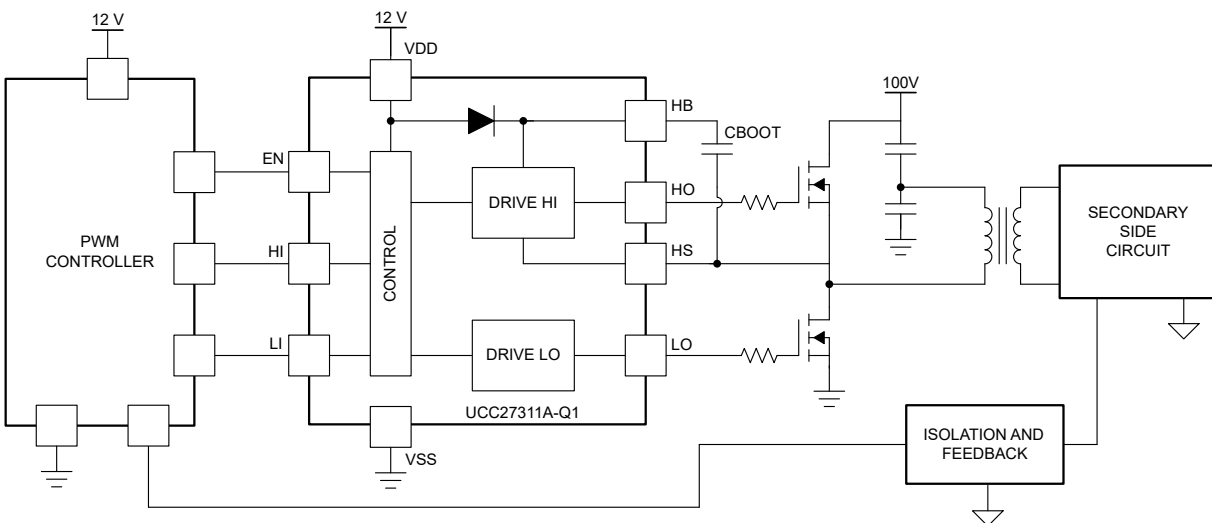 12 V
12 V
VDD
100V
HB
CBOOT
EN
HO
DRIVE HI
PWM
CONTROLLER
HI
CONTROL
HS
SECONDARY
SIDE
CIRCUIT
LI
DRIVE LO
LO
UCC27311A-Q1
VSS
ISOLATION AND
FEEDBACK